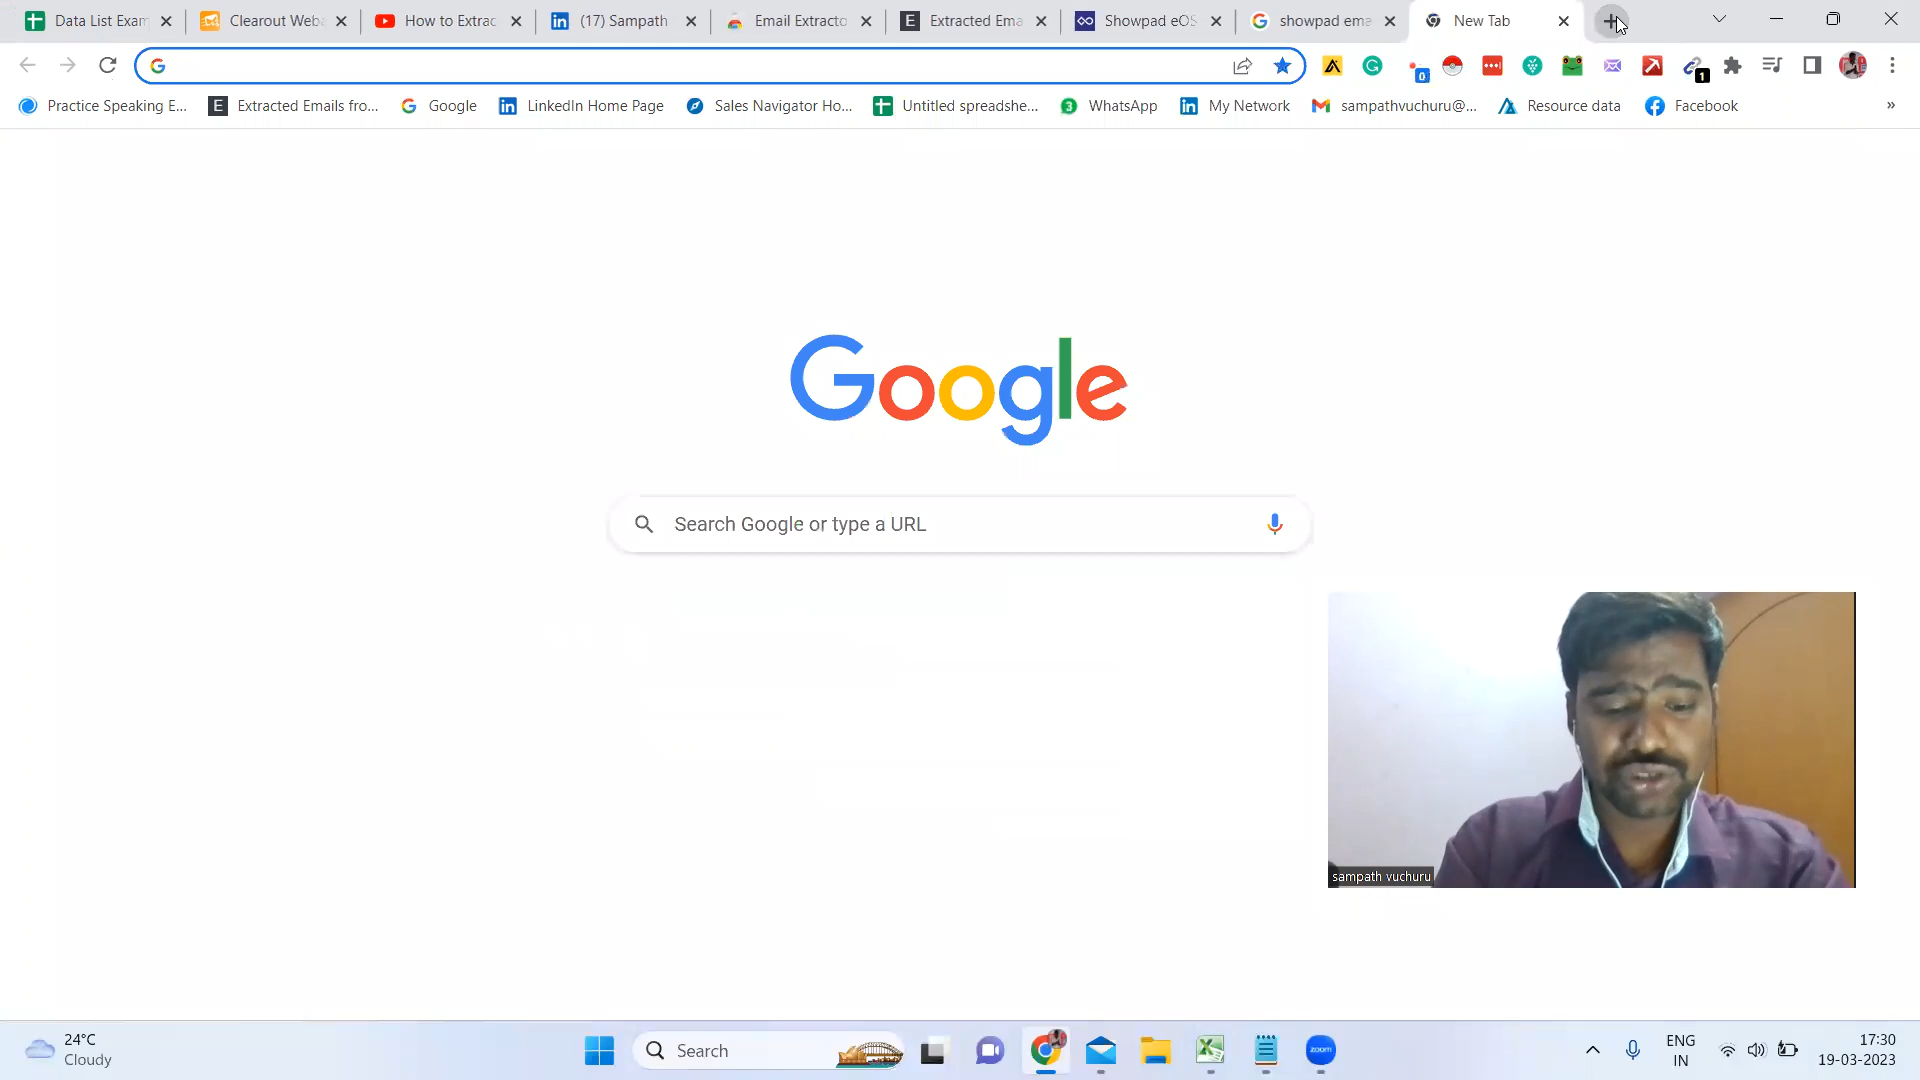 Data List Exam
Clearout Weba
How to Extrac
(17) Sampath
Email Extracto
Extracted Ema
Showpad eOS
showpad ema
New Tab
Practice Speaking E...
Extracted Emails fro...
Google
LinkedIn Home Page
Sales Navigator Ho...
Untitled spreadshe...
WhatsApp
My Network
sampathvuchuru@...
Resource data
Facebook
»
Google
Search Google or type a URL
sampath vuchuru
24°C
Cloudy
Search
zoom
ENG
IN
17:30
19-03-2023